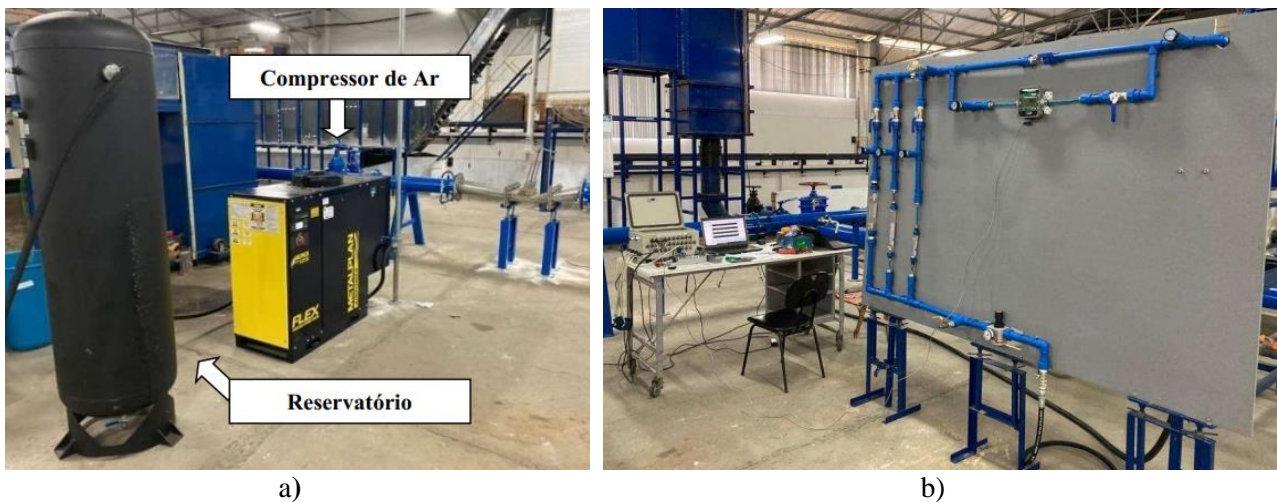 Compressor de Ar
FLEX
METALPLAN
Reservatório
a)
b)